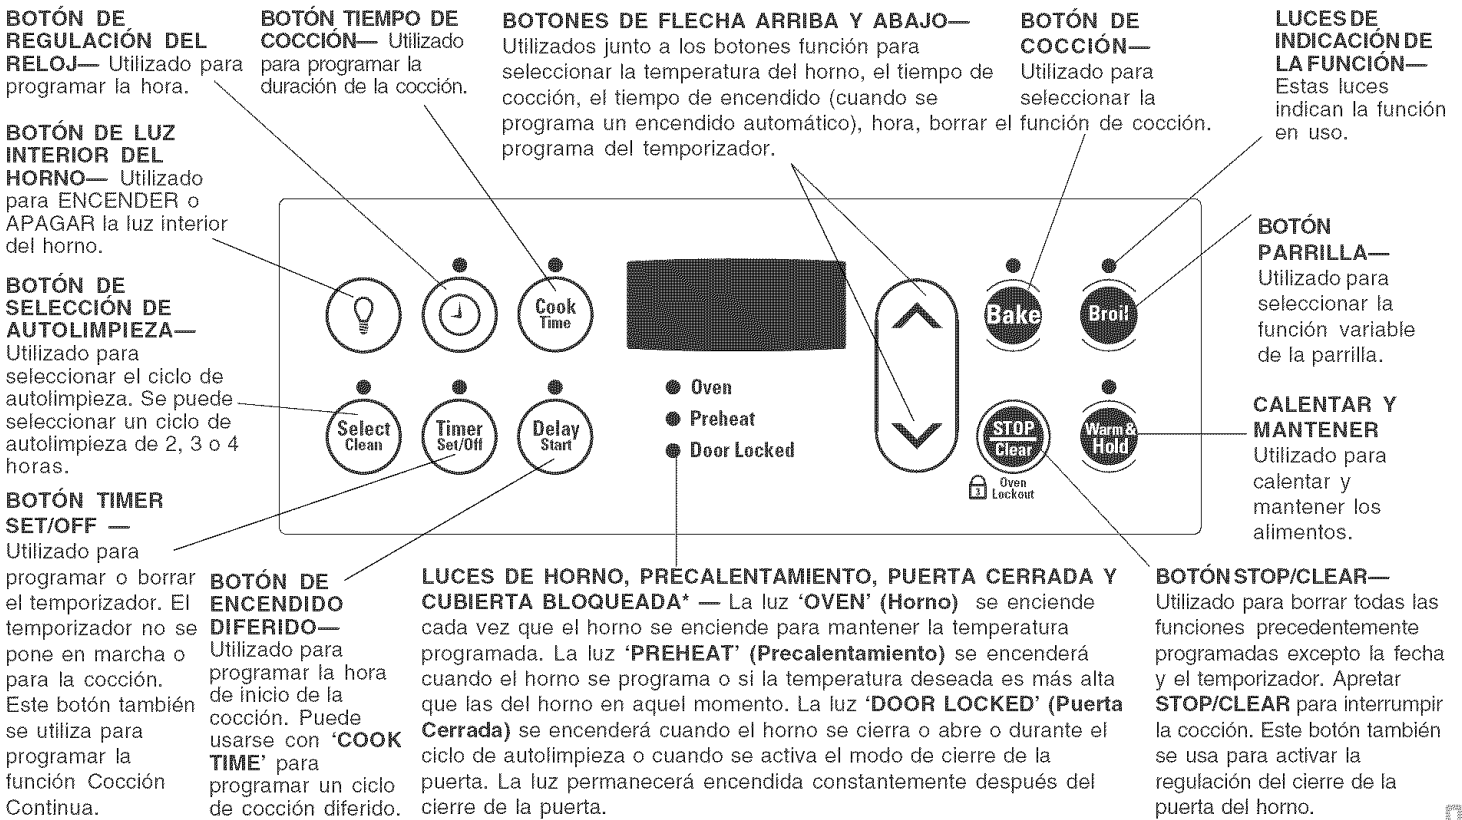 BOTÓN DE
REGULACIÓN DEL
RELOJ— Utilizado para
programar la hora.
BOTÓN TIEMPO DE
COCCIÓN— Utilizado
para programar la
duración de la cocción.
BOTONES DE FLECHA ARRIBA Y ABAJO—
Utilizados junto a los botones función para
seleccionar la temperatura del horno, el tiempo de
cocción, el tiempo de encendido (cuando se
programa un encendido automático), hora, borrar el
programa del temporizador.
BOTÓN DE
COCCIÓN—
Utilizado para
seleccionar la
función de cocción.
LUCES DE
INDICACIÓN DE
LA FUNCIÓN—
Estas luces
indican la función
en uso.
BOTÓN DE LUZ
INTERIOR DEL
HORNO— Utilizado
para ENCENDER o
APAGAR la luz interior
del horno.
BOTÓN DE
SELECCIÓN DE
AUTOLIMPIEZA—
Utilizado para
seleccionar el ciclo de
autolimpieza. Se puede
seleccionar un ciclo de
autolimpieza de 2, 3 o 4
horas.
Cook
Time
Bake
Broil
Select
Clean
Timer
Set/Off
Delay
Start
Oven
Preheat
Door Locked
STOP
Clear
Oven
Lockout
Warm &
Hold
BOTÓN
PARRILLA—
Utilizado para
seleccionar la
función variable
de la parrilla.
CALENTAR Y
MANTENER
Utilizado para
calentar y
mantener los
alimentos.
BOTÓN TIMER
SET/OFF —
Utilizado para
programar o borrar
el temporizador. El
temporizador no se
pone en marcha o
para la cocción.
Este botón también
se utiliza para
programar la
función Cocción
Continua.
BOTÓN DE
ENCENDIDO
DIFERIDO—
Utilizado para
programar la hora
de inicio de la
cocción. Puede
usarse con ‘COOK
TIME’ para
programar un ciclo
de cocción diferido.
LUCES DE HORNO, PRECALENTAMIENTO, PUERTA CERRADA Y
CUBIERTA BLOQUEADA* — La luz ‘OVEN’ (Horno) se enciende
cada vez que el horno se enciende para mantener la temperatura
programada. La luz ‘PREHEAT’ (Precalentamiento) se encenderá
cuando el horno se programa o si la temperatura deseada es más alta
que las del horno en aquel momento. La luz ‘DOOR LOCKED’ (Puerta
Cerrada) se encenderá cuando el horno se cierra o abre o durante el
ciclo de autolimpieza o cuando se activa el modo de cierre de la
puerta. La luz permanecerá encendida constantemente después del
cierre de la puerta.
BOTÓN STOP/CLEAR—
Utilizado para borrar todas las
funciones precedentemente
programadas excepto la fecha
y el temporizador. Apretar
STOP/CLEAR para interrumpir
la cocción. Este botón también
se usa para activar la
regulación del cierre de la
puerta del horno.